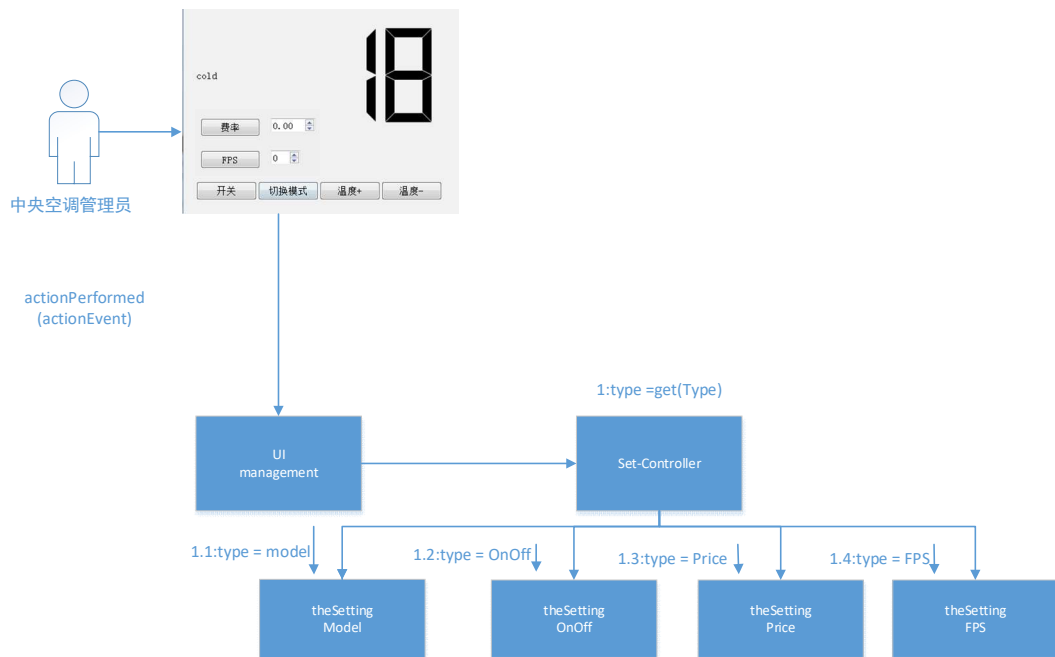 18
cold
费率 0.00
FPS 0
开关 切换模式 温度+ 温度-
中央空调管理员
actionPerformed
(actionEvent)
1:type =get(Type)
UI
management
Set-Controller
1.1:type = model
1.2:type = OnOff
1.3:type = Price
1.4:type = FPS
theSetting
Model
theSetting
OnOff
theSetting
Price
theSetting
FPS